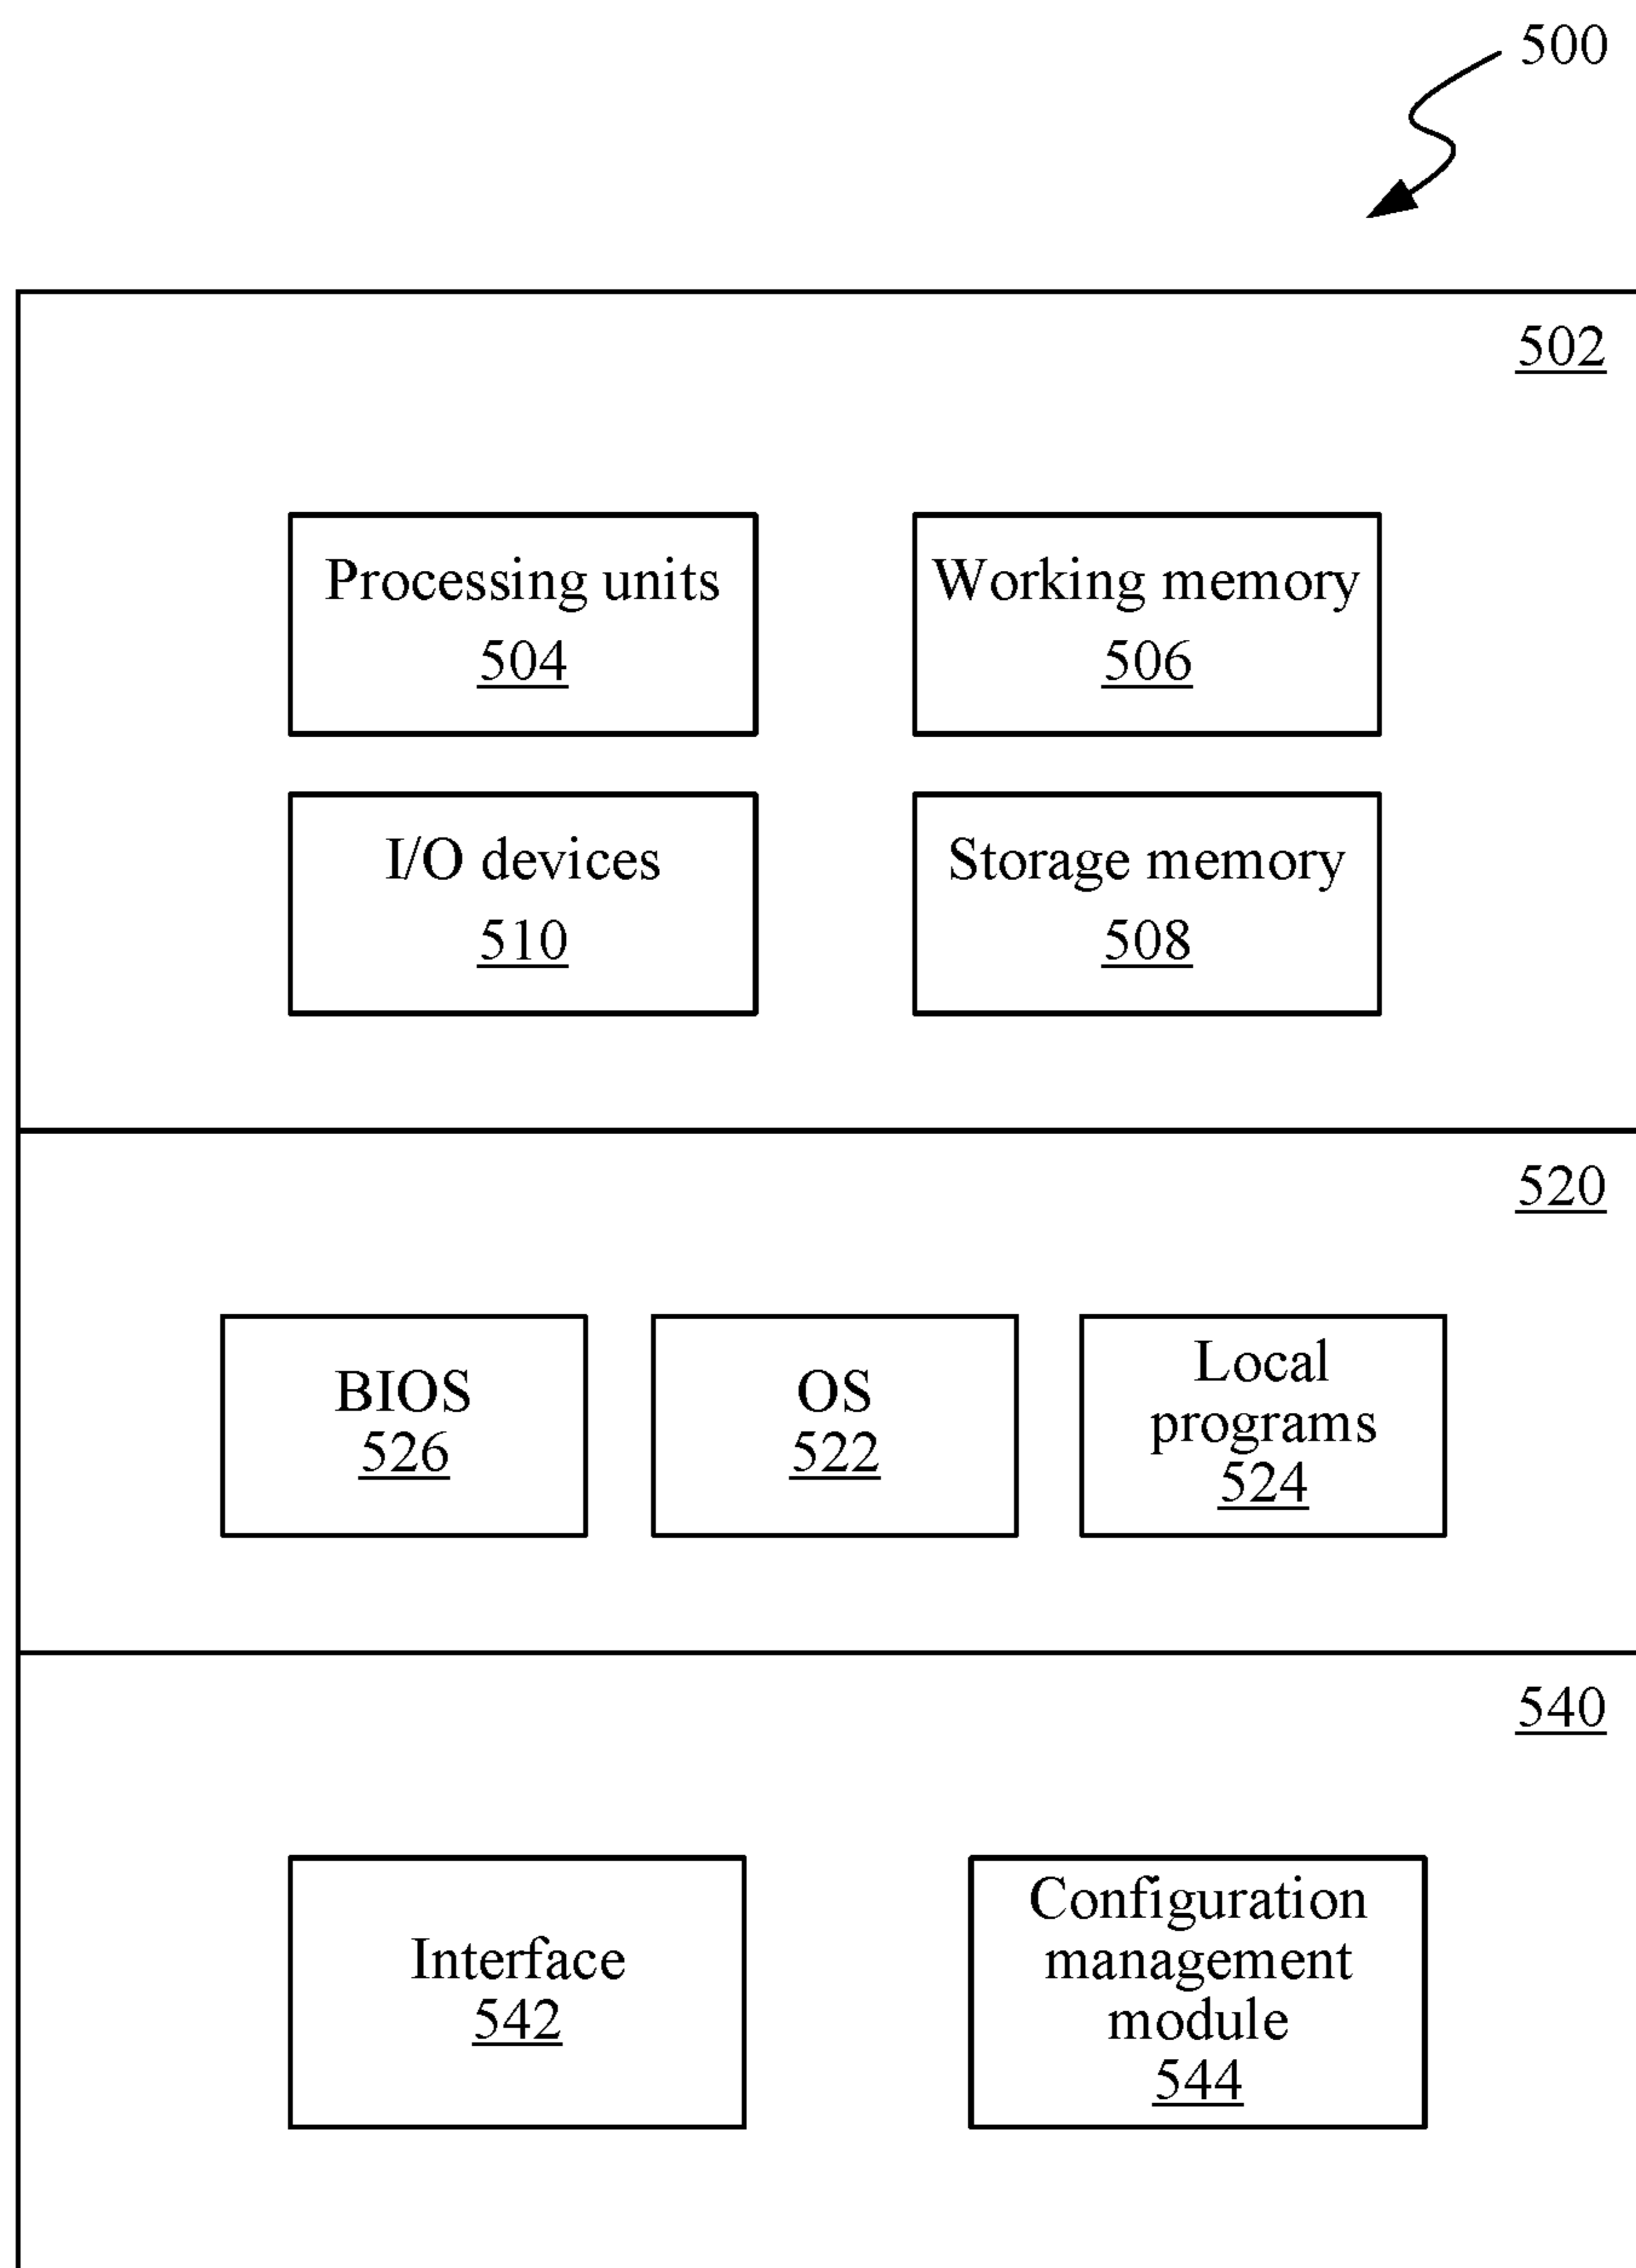 500
502
Processing units
504
Working memory
506
I/O devices
510
Storage memory
508
520
BIOS
526
OS
522
Local
programs
524
540
Interface
542
Configuration
management
module
544